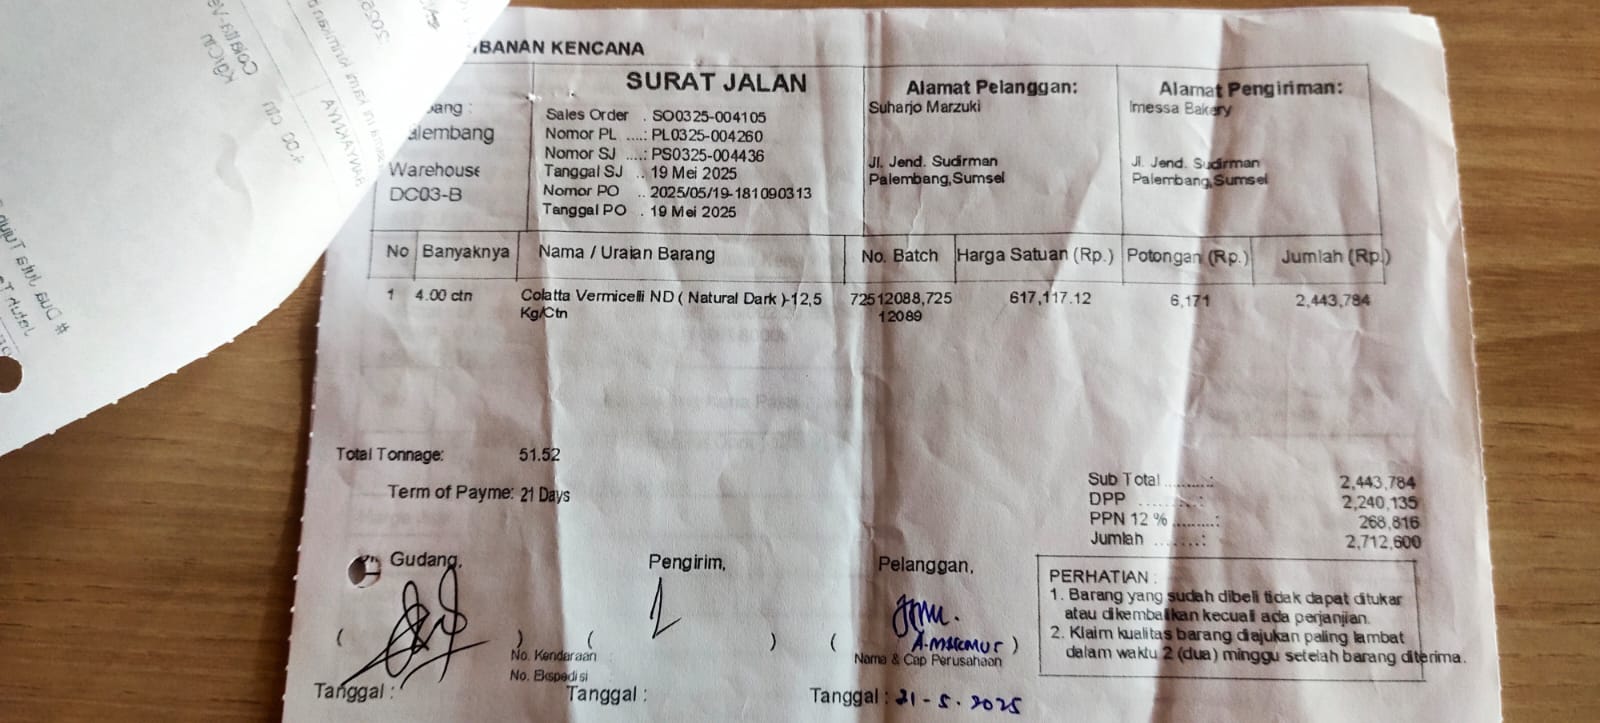 BANAN KENCANA
SURAT JALAN
Sales Order . SO0325-004105
Nomor PL ....: PL0325-004260
Nomor SJ ....: PS0325-004436
Tanggal SJ .. 19 Mei 2025
Nomor PO .. 2025/05/19-181090313
Tanggal PO . 19 Mei 2025
ang :
alembang
Warehouse
DC03-B
Alamat Pelanggan:
Suharjo Marzuki
Jl. Jend. Sudirman
Palembang,Sumsel
Alamat Pengiriman:
Imessa Bakery
Jl. Jend. Sudirman
Palembang,Sumsel
No Banyaknya Nama / Uraian Barang No. Batch Harga Satuan (Rp.) Potongan (Rp.) Jumlah (Rp.)
1 4.00 ctn Colatta Vermicelli ND ( Natural Dark )-12,5 72512088,725 617,117.12 6,171 2,443,784
Kg/Ctn 12089
Total Tonnage: 51.52
Term of Payme: 21 Days
Sub Total ........: 2,443,784
DPP ........: 2,240,135
PPN 12 % ........: 268,816
Jumlah .......: 2,712,600
Gudang, Pengirim, Pelanggan,
( ) ( ) ( A.makmur )
No. Kendaraan
No. Ekspedisi
Nama & Cap Perusahaan
Tanggal : Tanggal : Tanggal : 21-5.2025
PERHATIAN :
1. Barang yang sudah dibeli tidak dapat ditukar
atau dikembalikan kecuali ada perjanjian.
2. Klaim kualitas barang diajukan paling lambat
dalam waktu 2 (dua) minggu setelah barang diterima.